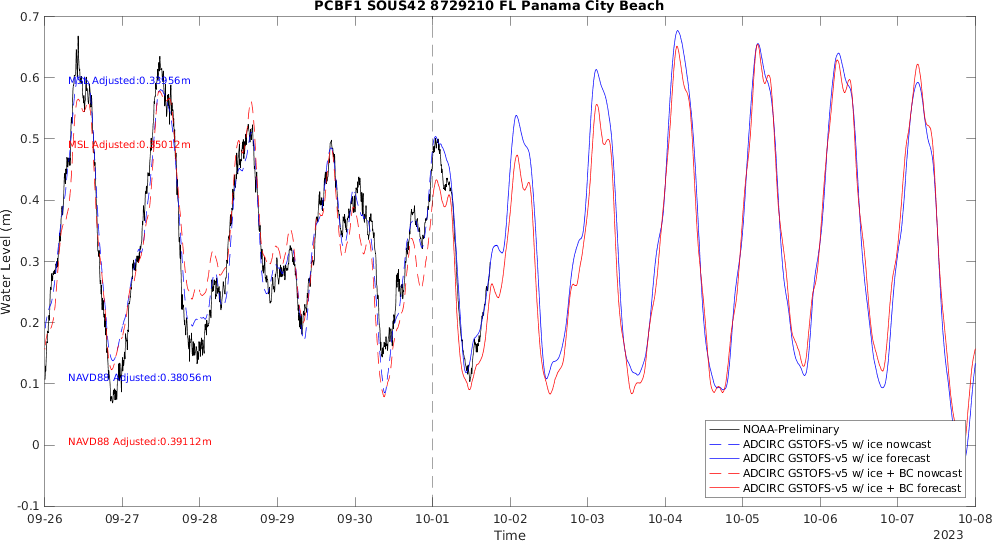 PCBF1 SOUS42 8729210 FL Panama City Beach
0.7
0.6
0.5
0.4
0.3
0.2
0.1
0
-0.1
Water Level (m)
MSL Adjusted:0.33956m
MSL Adjusted:0.35012m
NAVD88 Adjusted:0.38056m
NAVD88 Adjusted:0.39112m
NOAA-Preliminary
ADCIRC GSTOFS-v5 w/ ice nowcast
ADCIRC GSTOFS-v5 w/ ice forecast
ADCIRC GSTOFS-v5 w/ ice + BC nowcast
ADCIRC GSTOFS-v5 w/ ice + BC forecast
09-26 09-27 09-28 09-29 09-30 10-01 10-02 10-03 10-04 10-05 10-06 10-07 10-08
Time
2023